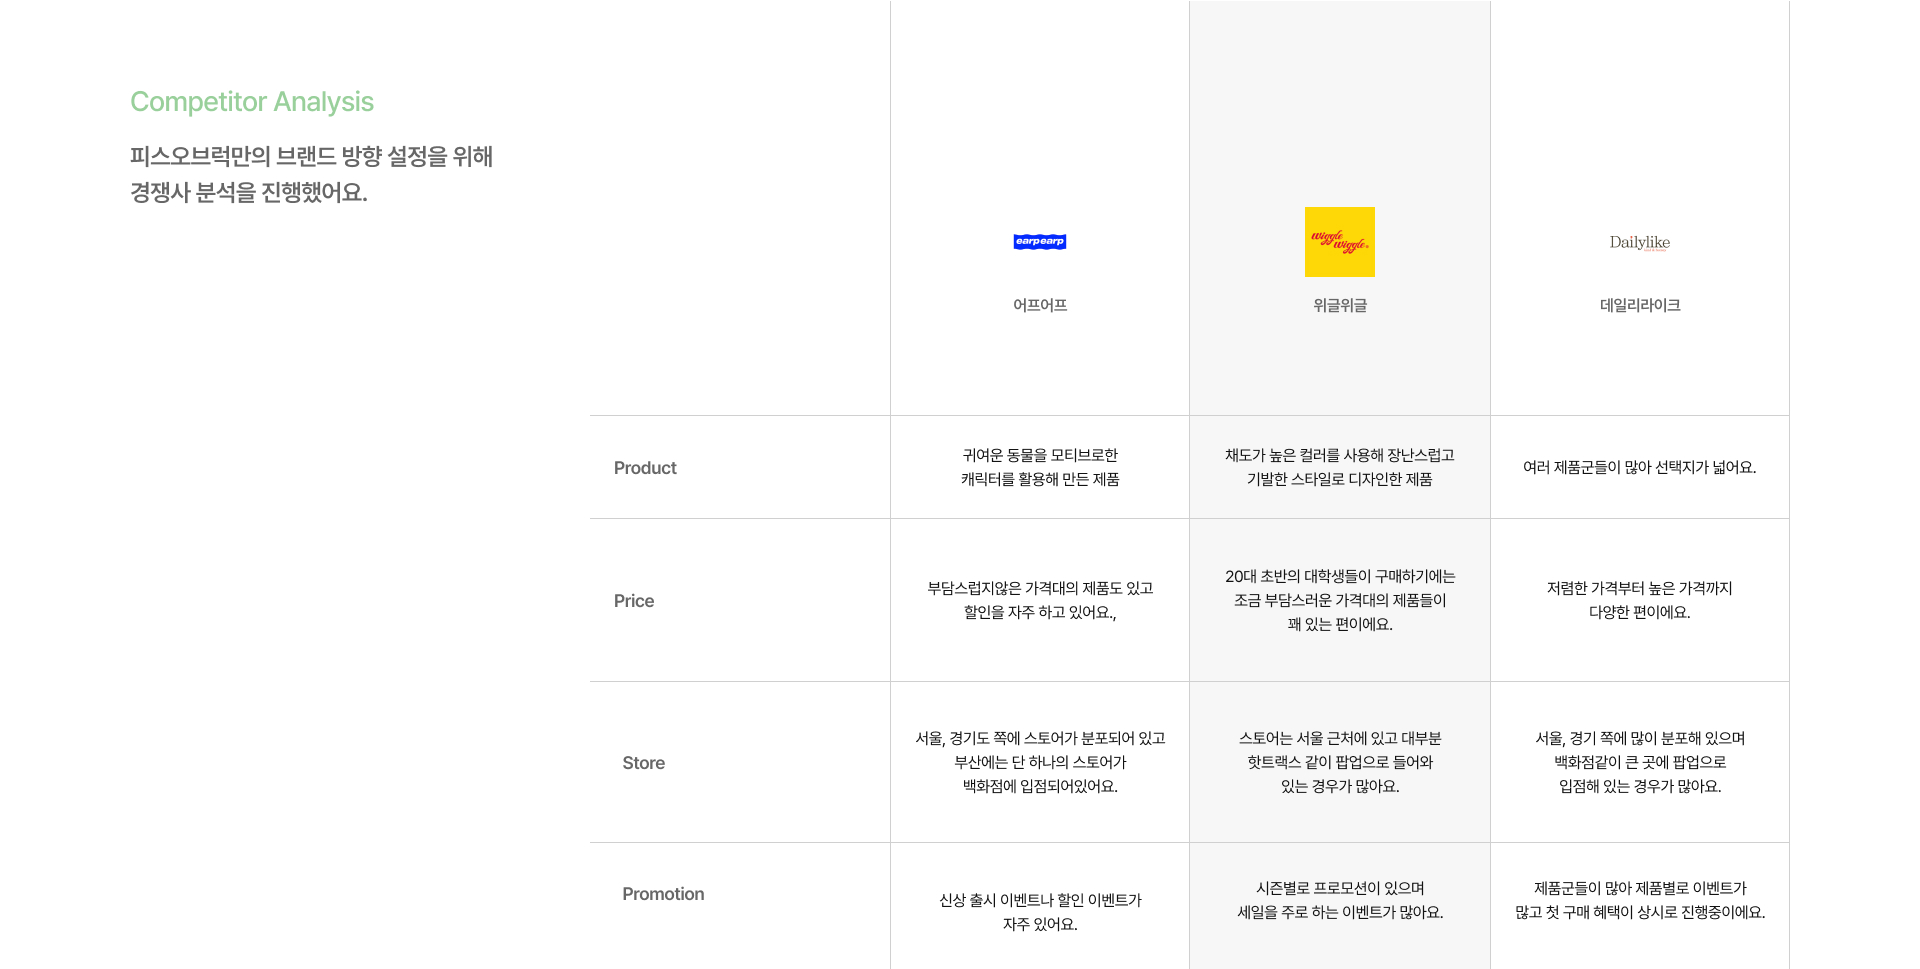 Competitor Analysis
피스오브럭만의 브랜드 방향 설정을 위해
경쟁사 분석을 진행했어요.
earpearp
wiggle
wiggle
Dailylike
어프어프
위글위글
데일리라이크
Product
귀여운 동물을 모티브로한
캐릭터를 활용해 만든 제품
채도가 높은 컬러를 사용해 장난스럽고
기발한 스타일로 디자인한 제품
여러 제품군들이 많아 선택지가 넓어요.
Price
부담스럽지않은 가격대의 제품도 있고
할인을 자주 하고 있어요.,
20대 초반의 대학생들이 구매하기에는
조금 부담스러운 가격대의 제품들이
꽤 있는 편이에요.
저렴한 가격부터 높은 가격까지
다양한 편이에요.
Store
서울, 경기도 쪽에 스토어가 분포되어 있고
부산에는 단 하나의 스토어가
백화점에 입점되어있어요.
스토어는 서울 근처에 있고 대부분
핫트랙스 같이 팝업으로 들어와
있는 경우가 많아요.
서울, 경기 쪽에 많이 분포해 있으며
백화점같이 큰 곳에 팝업으로
입점해 있는 경우가 많아요.
Promotion
신상 출시 이벤트나 할인 이벤트가
자주 있어요.
시즌별로 프로모션이 있으며
세일을 주로 하는 이벤트가 많아요.
제품군들이 많아 제품별로 이벤트가
많고 첫 구매 혜택이 상시로 진행중이에요.